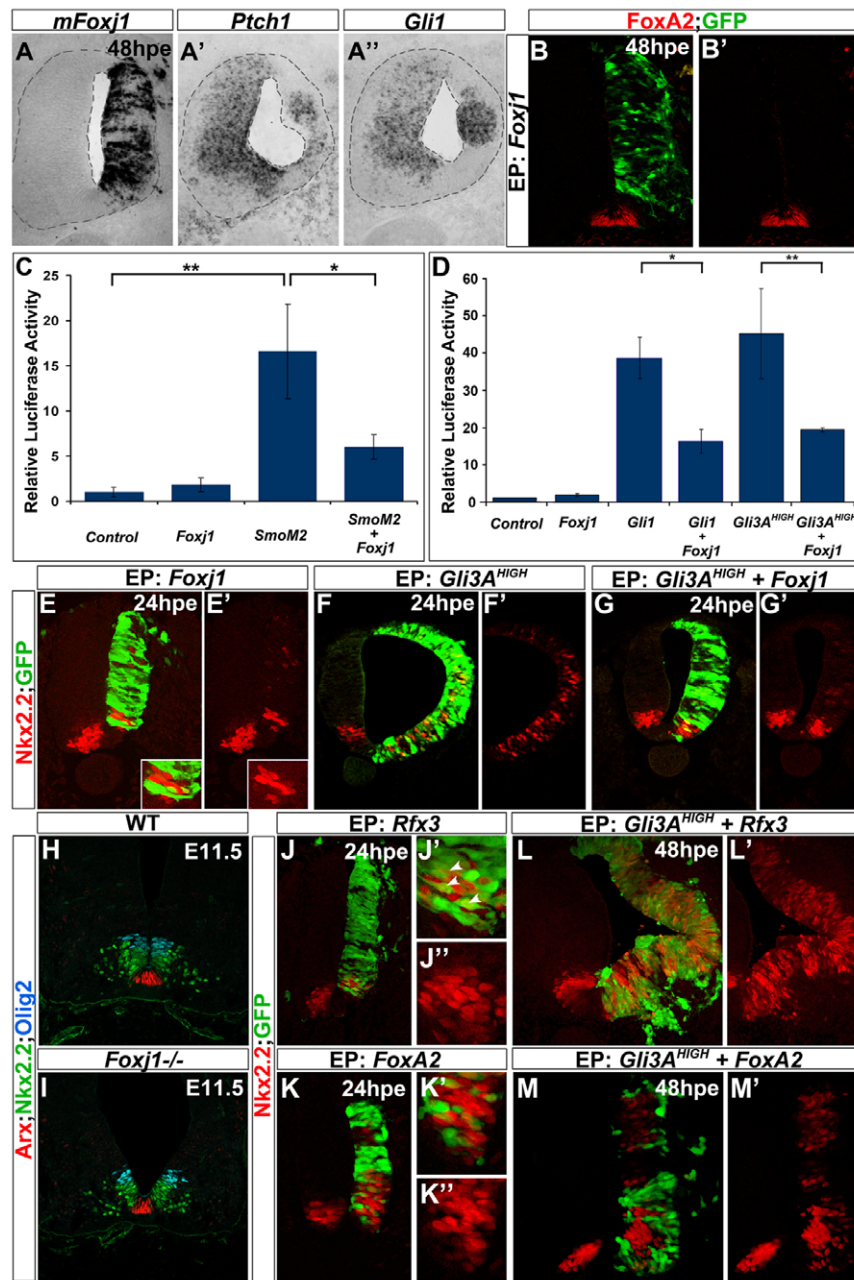 mFoxj1 Ptch1 Gli1
FoxA2;GFP
A 48hpe A' A''
B 48hpe B'
EP: Foxj1
C
Relative Luciferase Activity
25
20
15
10
5
0
** *
Control Foxj1 SmoM2 SmoM2 + Foxj1
D
Relative Luciferase Activity
60
50
40
30
20
10
0
* **
Control Foxj1 Gli1 Gli1 + Foxj1 Gli3A^HIGH Gli3A^HIGH + Foxj1
EP: Foxj1 EP: Gli3A^HIGH EP: Gli3A^HIGH + Foxj1
Nkx2.2;GFP
E 24hpe E' F 24hpe F' G 24hpe G'
WT EP: Rfx3 EP: Gli3A^HIGH + Rfx3
Arx;Nkx2.2;Olig2
Nkx2.2;GFP
H E11.5 J 24hpe J' L 48hpe L'
J''
Foxj1-/- EP: FoxA2 EP: Gli3A^HIGH + FoxA2
I E11.5 K 24hpe K' M 48hpe M'
K''